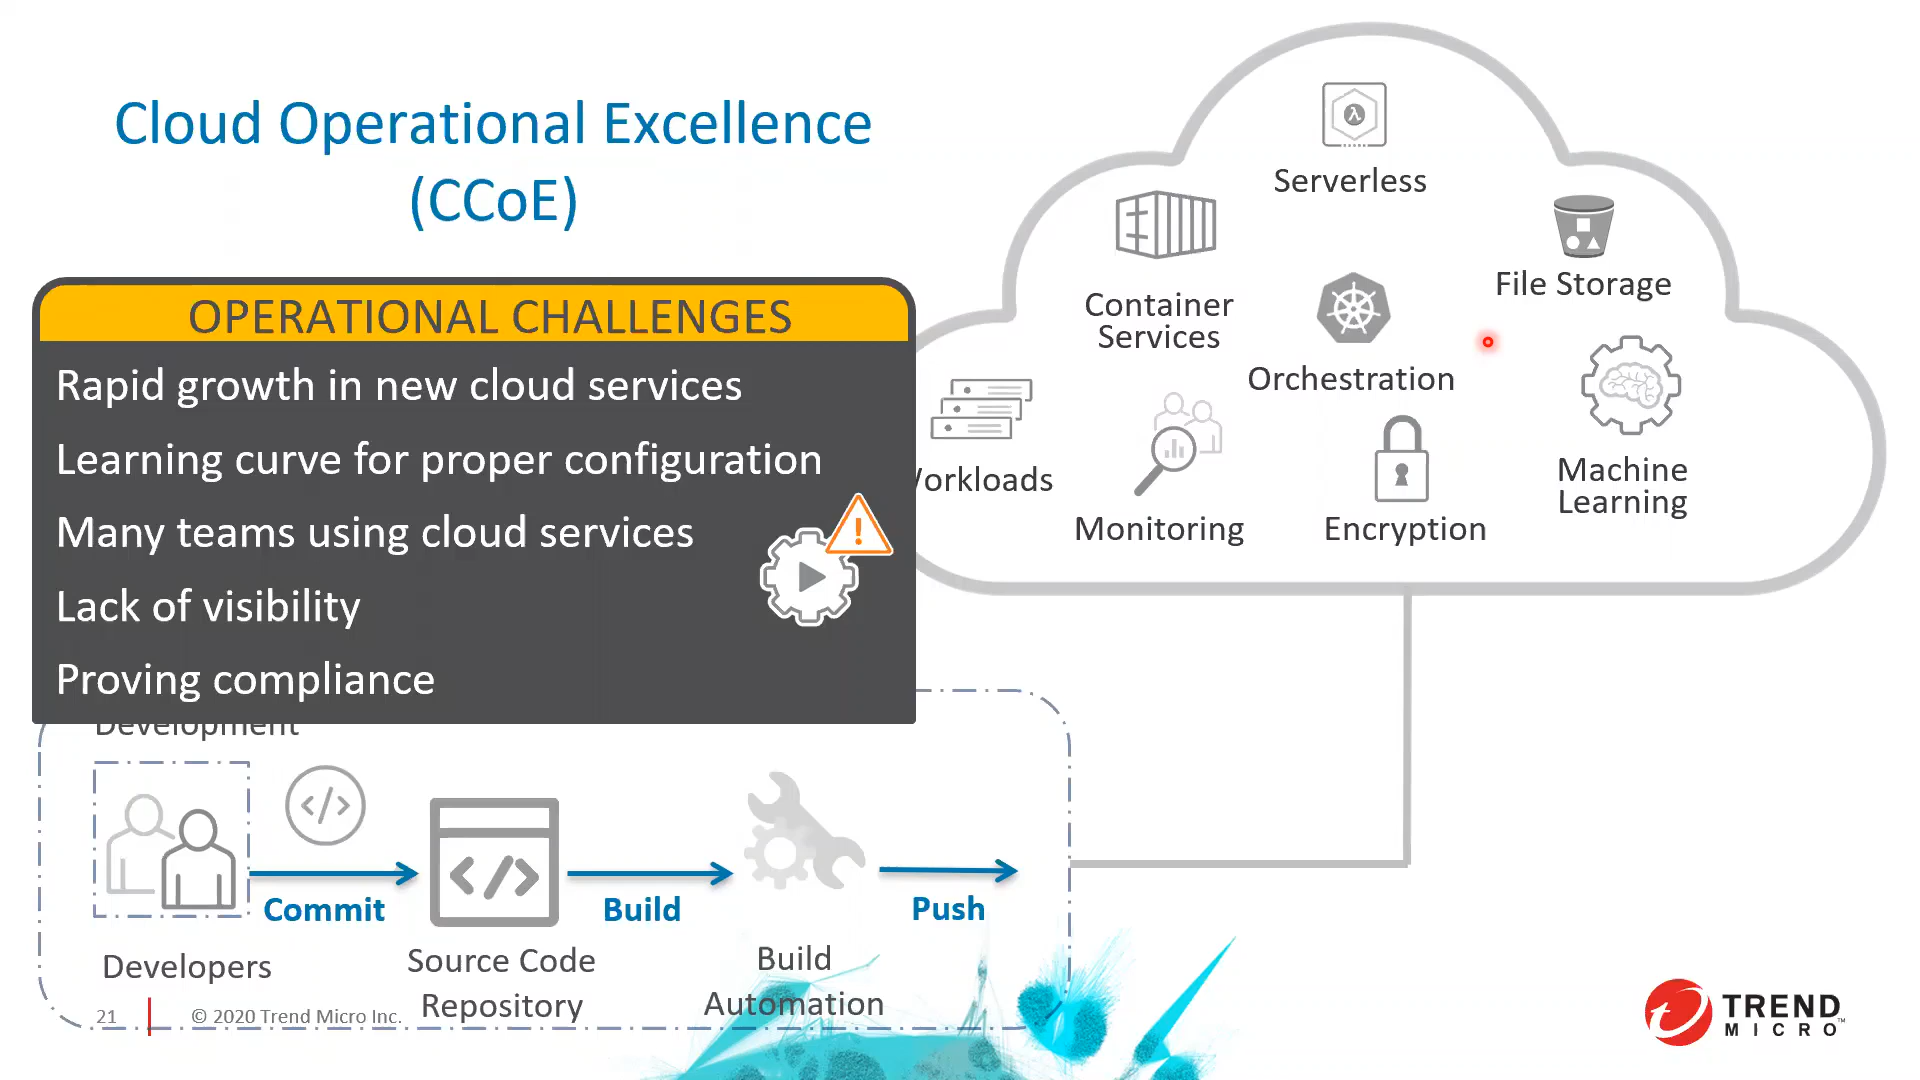 Cloud Operational Excellence
(CCoE)
OPERATIONAL CHALLENGES
Rapid growth in new cloud services
Learning curve for proper configuration
Many teams using cloud services
Lack of visibility
Proving compliance
Serverless
Container
Services
File Storage
Orchestration
orkloads
Monitoring
Encryption
Machine
Learning
Development
Commit
Build
Push
Developers
Source Code
Repository
Build
Automation
21
© 2020 Trend Micro Inc.
TREND
MICRO™